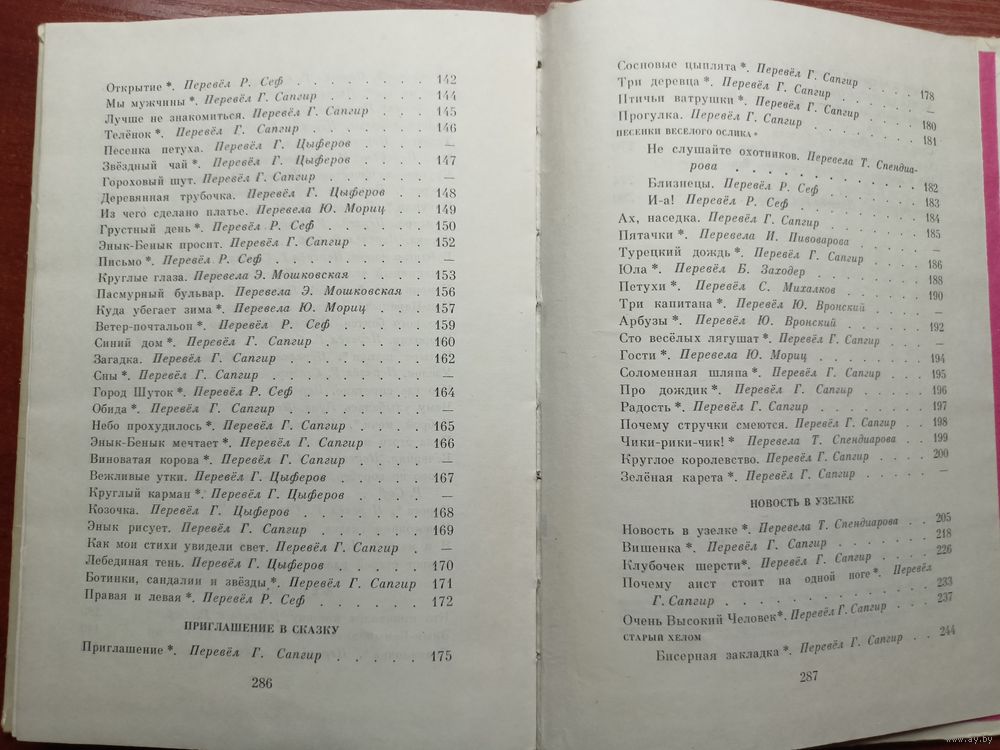 Открытие *. Перевёл Р. Сеф . . . . . . . 142
Мы мужчины *. Перевёл Г. Сапгир . . . . . 144
Лучше не знакомиться. Перевёл Г. Сапгир . . . 145
Телёнок *. Перевёл Г. Сапгир . . . . . . 146
Песенка петуха. Перевёл Г. Цыферов . . . . —
Звёздный чай *. Перевёл Г. Цыферов . . . . 147
Гороховый шут. Перевёл Г. Сапгир . . . . . —
Деревянная трубочка. Перевёл Г. Цыферов . . 148
Из чего сделано платье. Перевела Ю. Мориц . . 149
Грустный день *. Перевёл Р. Сеф . . . . . 150
Энык-Бенык просит. Перевёл Г. Сапгир . . . . 152
Письмо *. Перевёл Р. Сеф . . . . . . . —
Круглые глаза. Перевела Э. Мошковская . . . . 153
Пасмурный бульвар. Перевела Э. Мошковская . 156
Куда убегает зима *. Перевела Ю. Мориц . . . 157
Ветер-почтальон *. Перевёл Р. Сеф . . . . . 159
Синий дом *. Перевёл Г. Сапгир . . . . . . 160
Загадка. Перевёл Г. Сапгир . . . . . . . 162
Сны *. Перевёл Г. Сапгир . . . . . . . . —
Город Шуток *. Перевёл Р. Сеф . . . . . . 164
Обида *. Перевёл Г. Сапгир . . . . . . . —
Небо прохудилось *. Перевёл Г. Сапгир . . . . 165
Энык-Бенык мечтает *. Перевёл Г. Сапгир . . . 166
Виноватая корова *. Перевёл Г. Сапгир . . . . —
Вежливые утки. Перевёл Г. Цыферов . . . . . 167
Круглый карман *. Перевёл Г. Цыферов . . . . —
Козочка. Перевёл Г. Цыферов . . . . . . 168
Энык рисует. Перевёл Г. Сапгир . . . . . . 169
Как мои стихи увидели свет. Перевёл Г. Сапгир . —
Лебединая тень. Перевёл Г. Цыферов . . . . . 170
Ботинки, сандалии и звёзды *. Перевёл Г. Сапгир 171
Правая и левая *. Перевёл Р. Сеф . . . . . 172
ПРИГЛАШЕНИЕ В СКАЗКУ
Приглашение *. Перевёл Г. Сапгир . . . . . 175
286
Сосновые цыплята *. Перевёл Г. Сапгир . . . . 178
Три деревца *. Перевёл Г. Сапгир . . . . . —
Птичьи ватрушки *. Перевёл Г. Сапгир . . . . 180
Прогулка. Перевёл Г. Сапгир . . . . . . 181
ПЕСЕНКИ ВЕСЕЛОГО ОСЛИКА *
Не слушайте охотников. Перевела Т. Спендиа-
рова . . . . . . . . . . . 182
Близнецы. Перевёл Р. Сеф . . . . . . 183
И-а! Перевёл Р. Сеф . . . . . . . 184
Ах, наседка. Перевёл Г. Сапгир . . . . . . 185
Пятачки *. Перевела И. Пивоварова . . . . . —
Турецкий дождь *. Перевёл Г. Сапгир . . . . 186
Юла *. Перевёл Б. Заходер . . . . . . . 188
Петухи *. Перевёл С. Михалков . . . . . . 190
Три капитана *. Перевёл Ю. Вронский . . . . —
Арбузы *. Перевёл Ю. Вронский . . . . . . 192
Сто весёлых лягушат *. Перевёл Г. Сапгир . . . —
Гости *. Перевела Ю. Мориц . . . . . . . 194
Соломенная шляпа *. Перевёл Г. Сапгир . . . . 195
Про дождик *. Перевёл Г. Сапгир . . . . . 196
Радость *. Перевёл Г. Сапгир . . . . . . . 197
Почему стручки смеются. Перевёл Г. Сапгир . . . 198
Чики-рики-чик! * Перевела Т. Спендиарова . . 199
Круглое королевство. Перевёл Г. Сапгир . . . . 200
Зелёная карета *. Перевёл Г. Сапгир . . . . . —
НОВОСТЬ В УЗЕЛКЕ
Новость в узелке *. Перевела Т. Спендиарова . . 205
Вишенка *. Перевёл Г. Сапгир . . . . . . 218
Клубочек шерсти *. Перевёл Г. Сапгир . . . . 226
Почему аист стоит на одной ноге *. Перевёл
Г. Сапгир . . . . . . . . . . . 233
Очень Высокий Человек *. Перевёл Г. Сапгир . . . 237
СТАРЫЙ ХЕЛОМ
Бисерная закладка *. Перевёл Г. Сапгир . . 244
287
www.ay.by